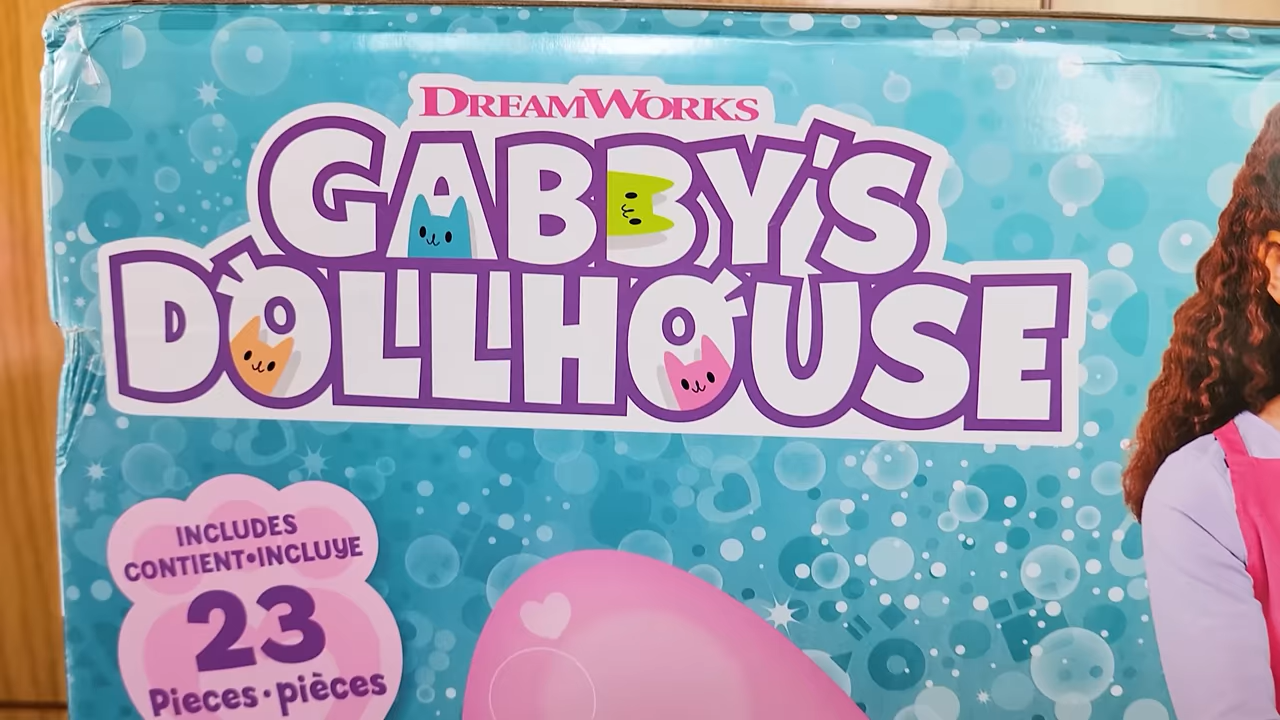 DREAMWORKS
GABBY'S
DOLLHOUSE
INCLUDES
CONTIENT•INCLUYE
23
Pieces•pièces